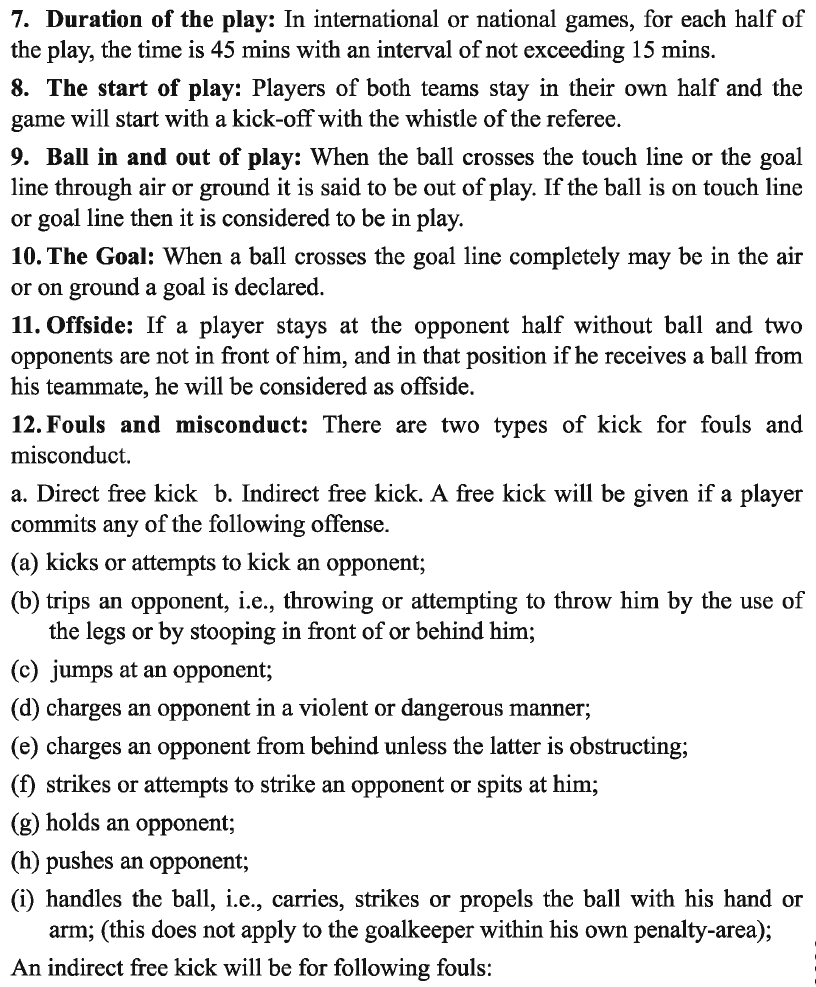 7. Duration of the play: In international or national games, for each half of
the play, the time is 45 mins with an interval of not exceeding 15 mins.
8. The start of play: Players of both teams stay in their own half and the
game will start with a kick-off with the whistle of the referee.
9. Ball in and out of play: When the ball crosses the touch line or the goal
line through air or ground it is said to be out of play. If the ball is on touch line
or goal line then it is considered to be in play.
10. The Goal: When a ball crosses the goal line completely may be in the air
or on ground a goal is declared.
11. Offside: If a player stays at the opponent half without ball and two
opponents are not in front of him, and in that position if he receives a ball from
his teammate, he will be considered as offside.
12. Fouls and misconduct: There are two types of kick for fouls and
misconduct.
a. Direct free kick b. Indirect free kick. A free kick will be given if a player
commits any of the following offense.
(a) kicks or attempts to kick an opponent;
(b) trips an opponent, i.e., throwing or attempting to throw him by the use of
the legs or by stooping in front of or behind him;
(c) jumps at an opponent;
(d) charges an opponent in a violent or dangerous manner;
(e) charges an opponent from behind unless the latter is obstructing;
(f) strikes or attempts to strike an opponent or spits at him;
(g) holds an opponent;
(h) pushes an opponent;
(i) handles the ball, i.e., carries, strikes or propels the ball with his hand or
arm; (this does not apply to the goalkeeper within his own penalty-area);
An indirect free kick will be for following fouls: